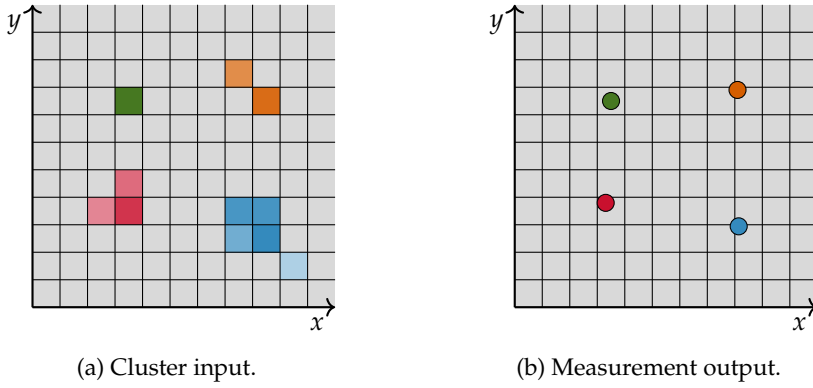 y
x
(a) Cluster input.
y
x
(b) Measurement output.